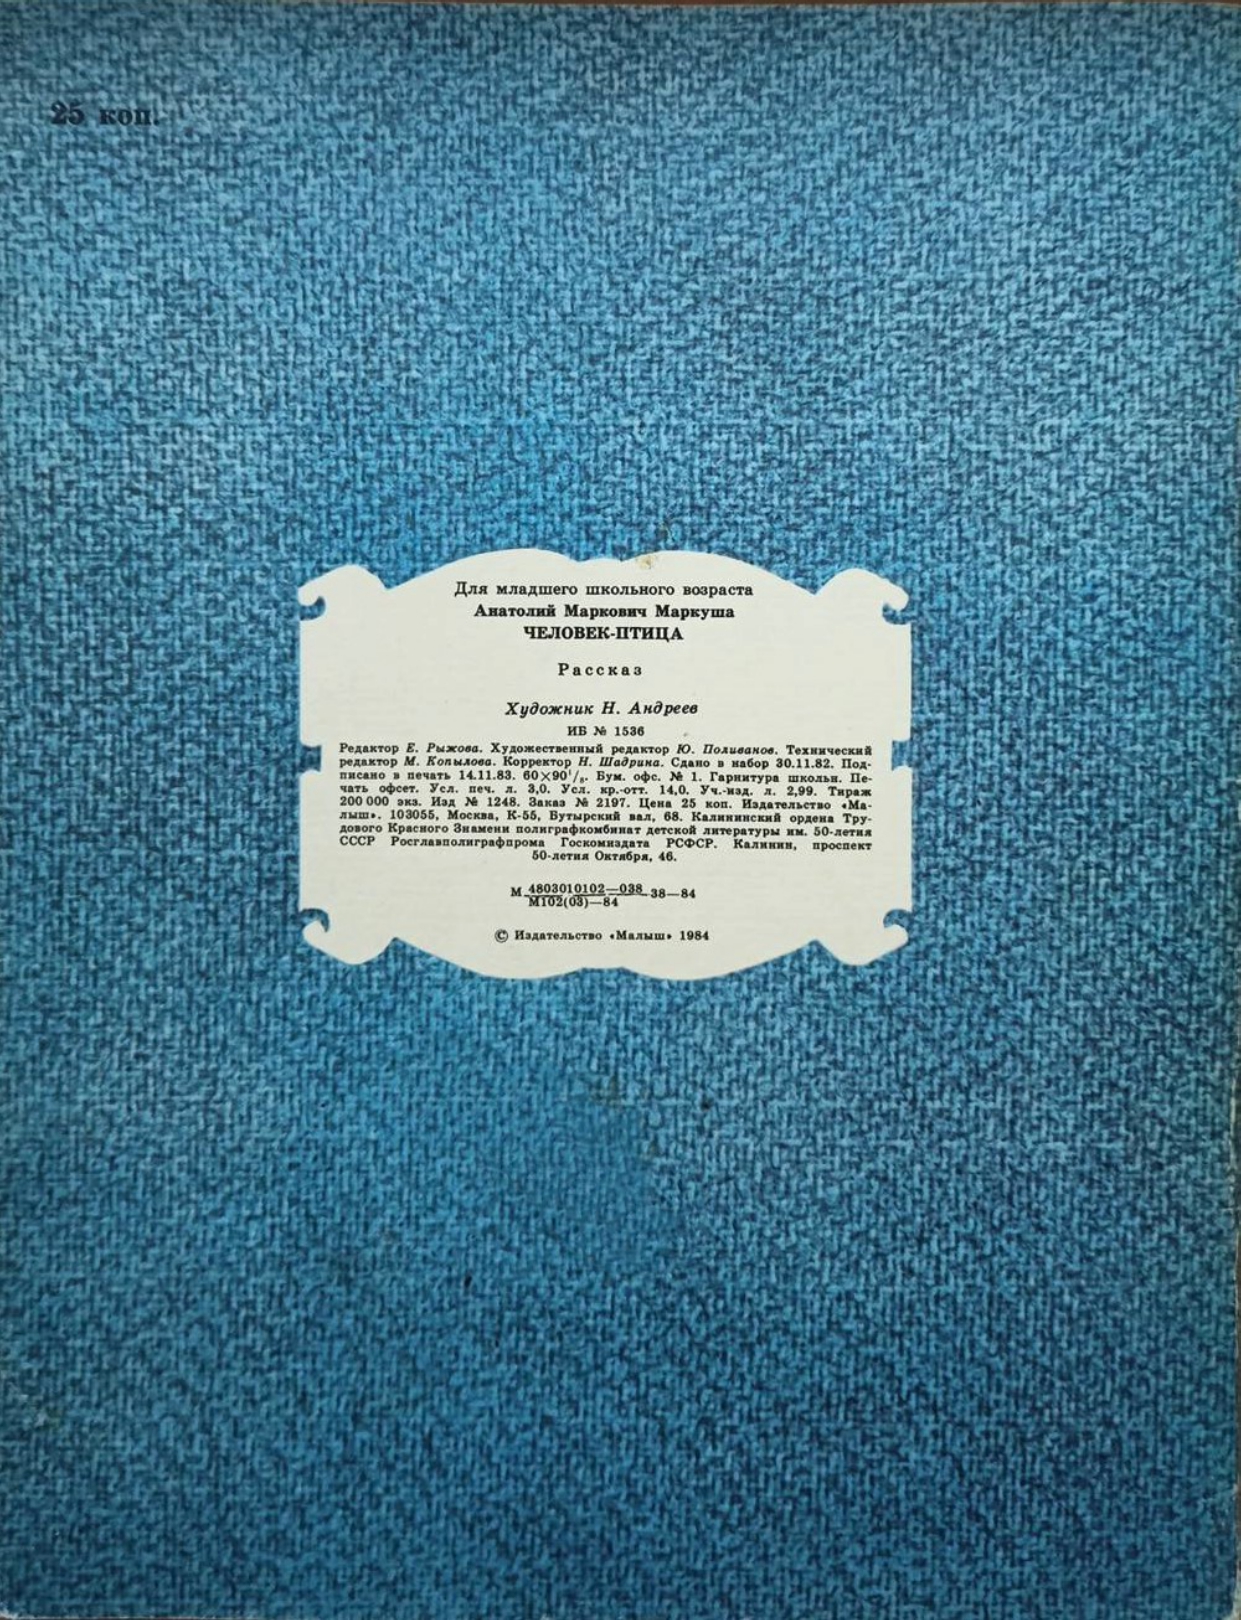 25 коп.
Для младшего школьного возраста
Анатолий Маркович Маркуша
ЧЕЛОВЕК-ПТИЦА
Рассказ
Художник Н. Андреев
ИБ № 1536
Редактор Е. Рыжова. Художественный редактор Ю. Поливанов. Технический
редактор М. Копылова. Корректор Н. Шадрина. Сдано в набор 30.11.82. Под-
писано в печать 14.11.83. 60×90¹/₈. Бум. офс. № 1. Гарнитура школьн. Пе-
чать офсет. Усл. печ. л. 3,0. Усл. кр.-отт. 14,0. Уч.-изд. л. 2,99. Тираж
200 000 экз. Изд № 1248. Заказ № 2197. Цена 25 коп. Издательство «Ма-
лыш». 103055, Москва, К-55, Бутырский вал, 68. Калининский ордена Тру-
дового Красного Знамени полиграфкомбинат детской литературы им. 50-летия
СССР Росглавполиграфпрома Госкомиздата РСФСР. Калинин, проспект
50-летия Октября, 46.
М 4803010102—038 38—84
М102(03)—84
© Издательство «Малыш» 1984